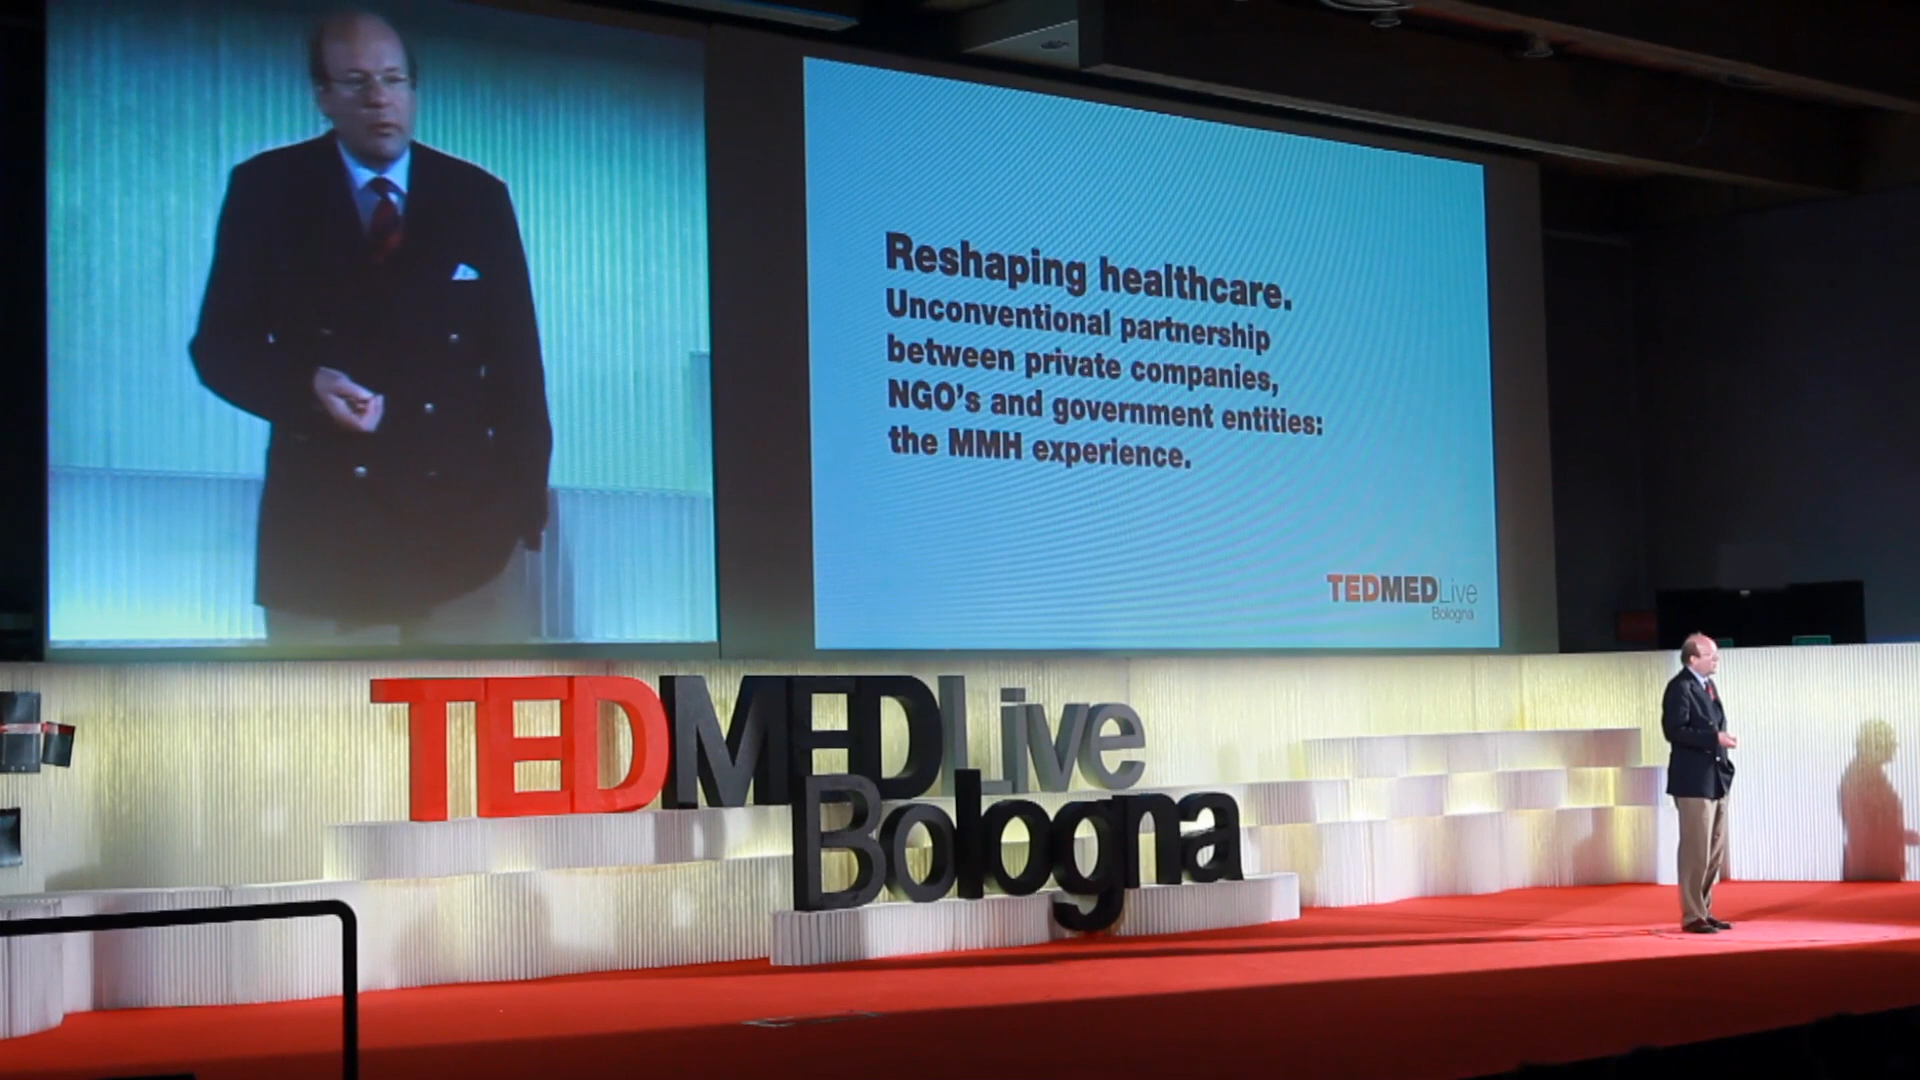 Reshaping healthcare.
Unconventional partnership
between private companies,
NGO's and government entities:
the MMH experience.
TEDMEDLive
Bologna
TEDMEDLive
Bologna